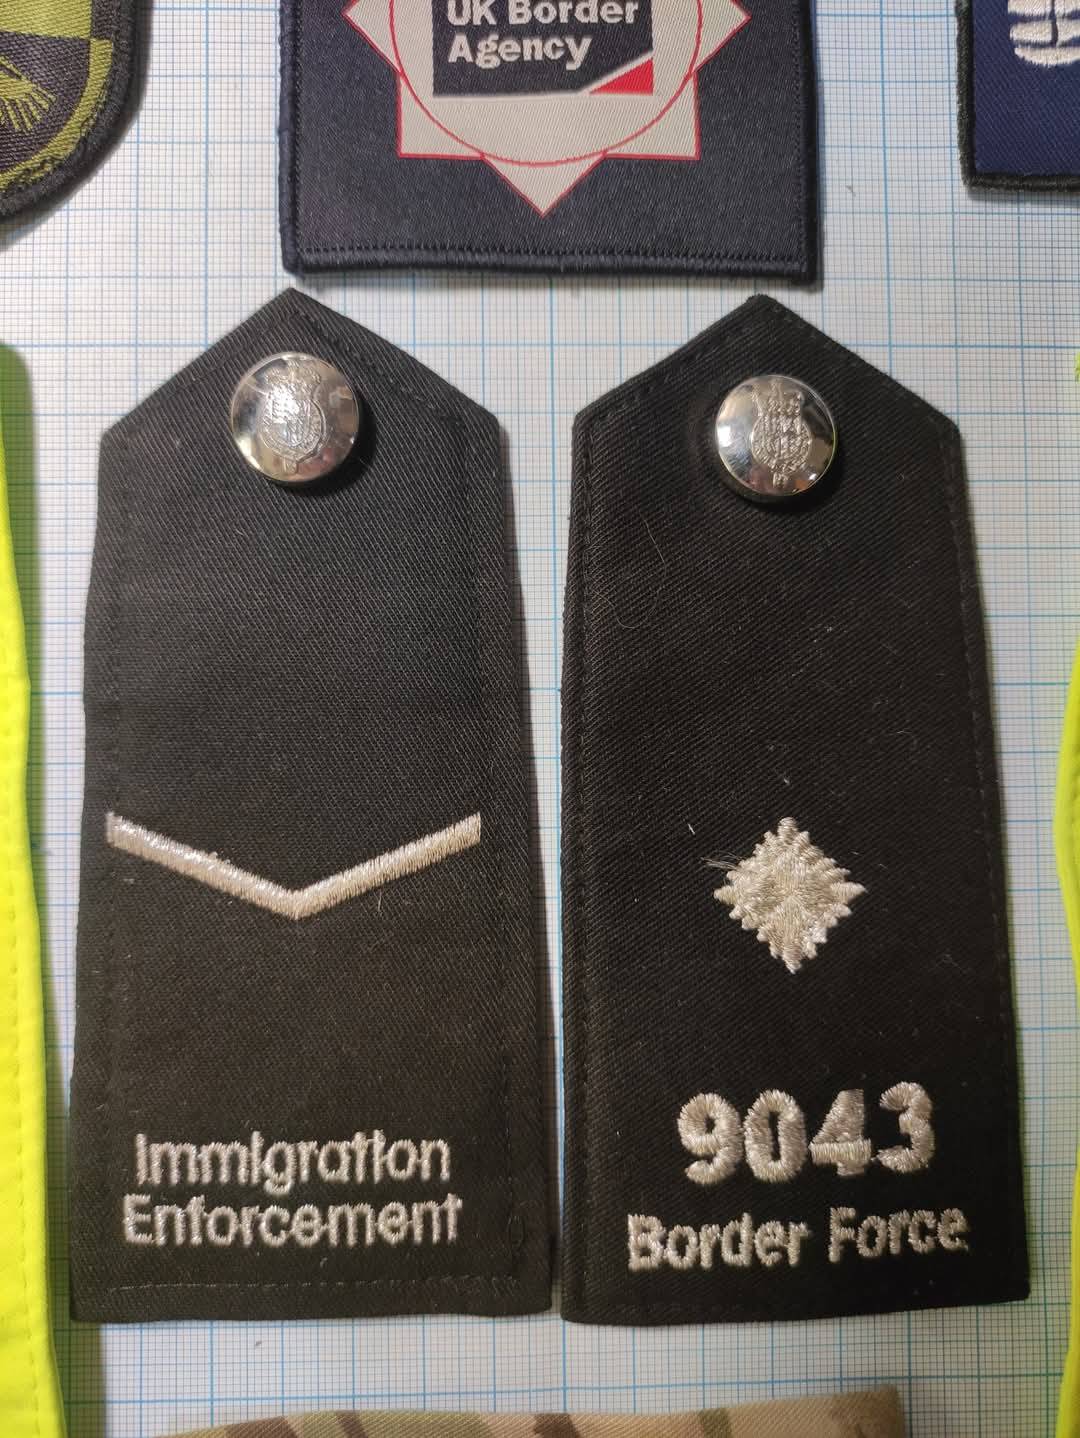 UK Border
Agency
Immigration
Enforcement
9043
Border Force